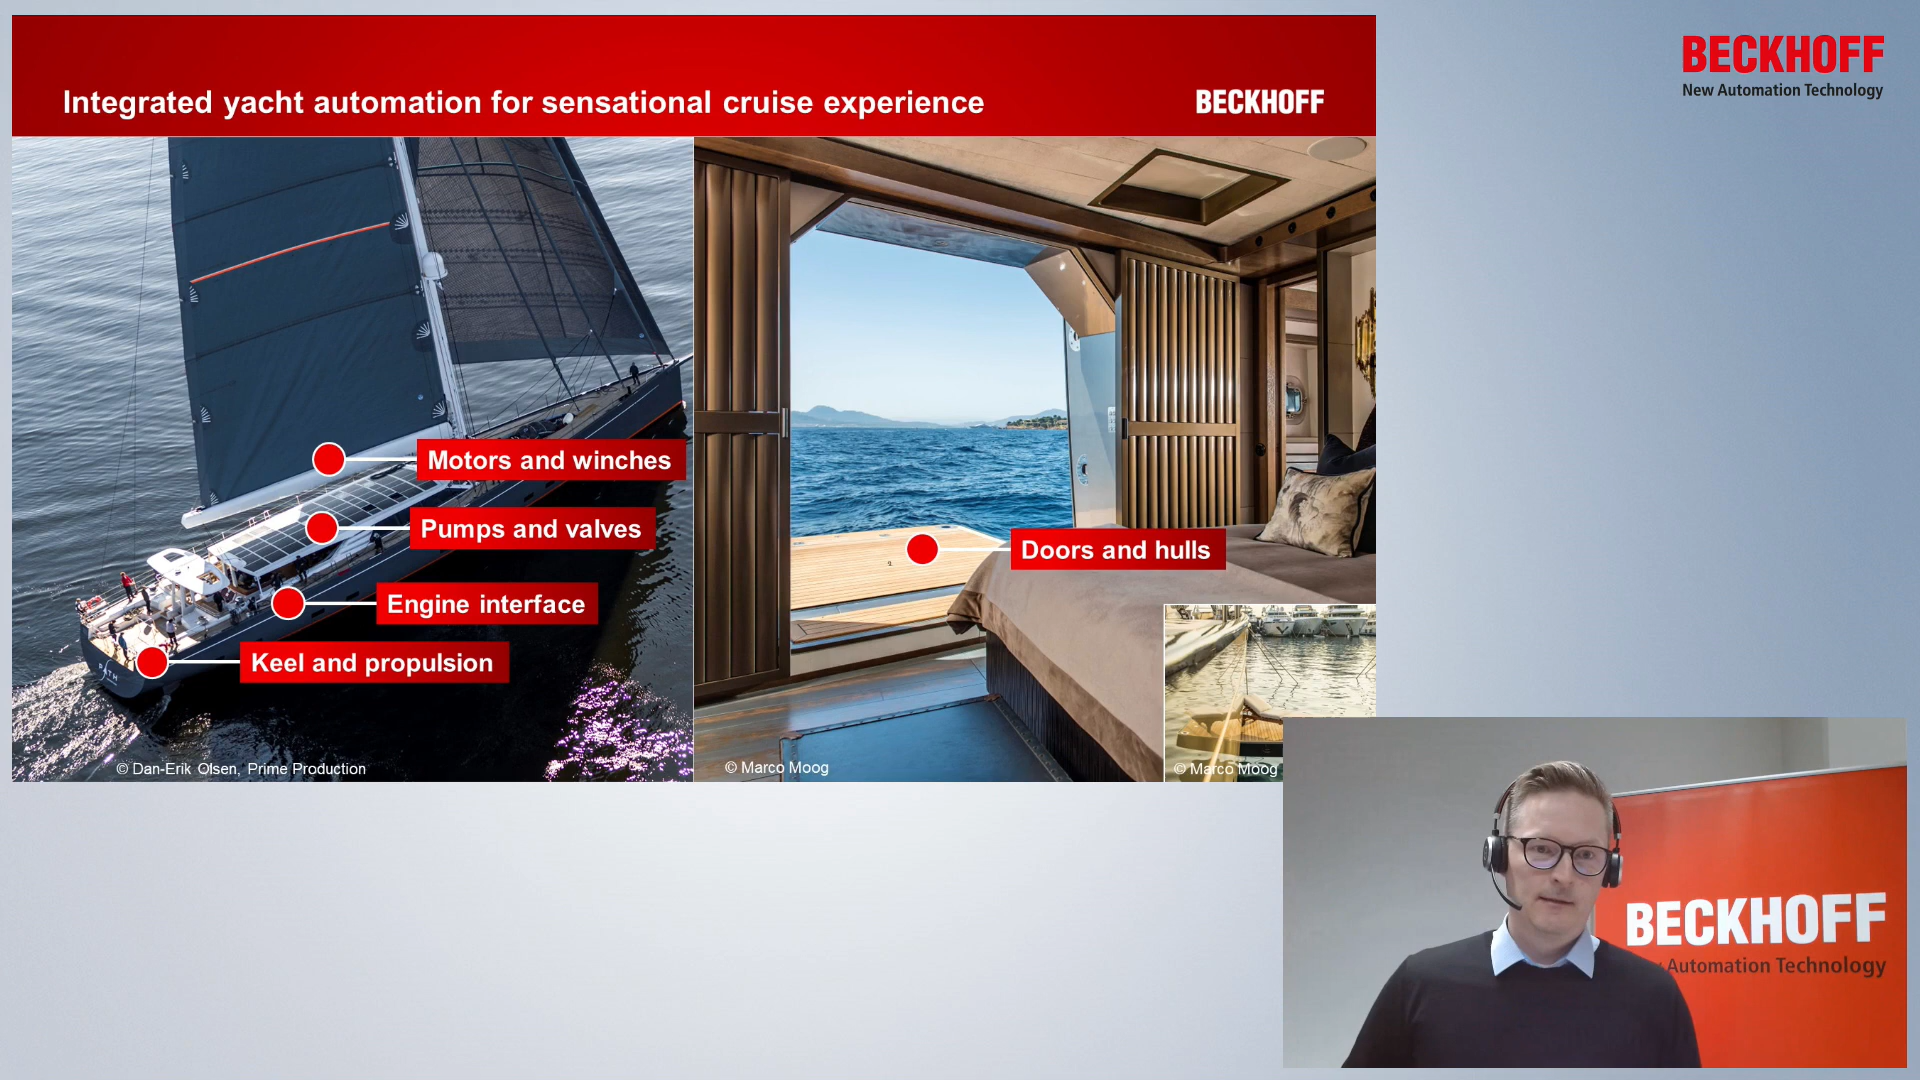 Integrated yacht automation for sensational cruise experience
BECKHOFF
BECKHOFF
New Automation Technology
Motors and winches
Pumps and valves
Engine interface
Keel and propulsion
Doors and hulls
© Dan-Erik Olsen, Prime Production
© Marco Moog
© Marco Moog
BECKHOFF
Automation Technology